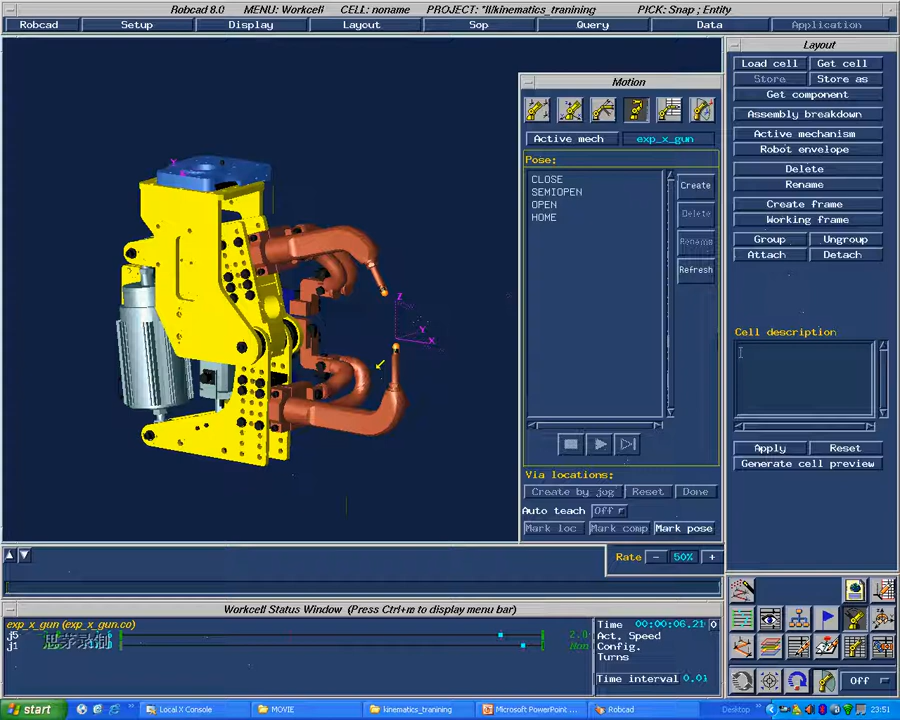 Robcad 8.0 MENU: Workcell CELL: noname PROJECT: "ll/kinematics_tranining PICK: Snap ; Entity
Robcad Setup Display Layout Sop Query Data Application
Layout
Load cell Get cell
Store Store as
Get component
Assembly breakdown
Active mechanism
Robot envelope
Delete
Rename
Create frame
Working frame
Group Ungroup
Attach Detach
Cell description
Apply Reset
Generate cell preview
Motion
Active mech exp_x_gun
Pose:
CLOSE
SEMIOPEN
OPEN
HOME
Create
Delete
Rename
Refresh
Via locations:
Create by jog Reset Done
Auto teach Off
Mark loc Mark comp Mark pose
Rate - 50% +
Y
Z
Y
X
Workcell Status Window (Press Ctrl+m to display menu bar)
exp_x_gun (exp_x_gun.co)
j5
j1
思茅录制
Time 00:00:06.21
Act. Speed
Config.
Turns
Time interval 0.01
Off
start Local X Console MOVIE kinematics_tranining Microsoft PowerPoint ... Robcad Desktop 23:51